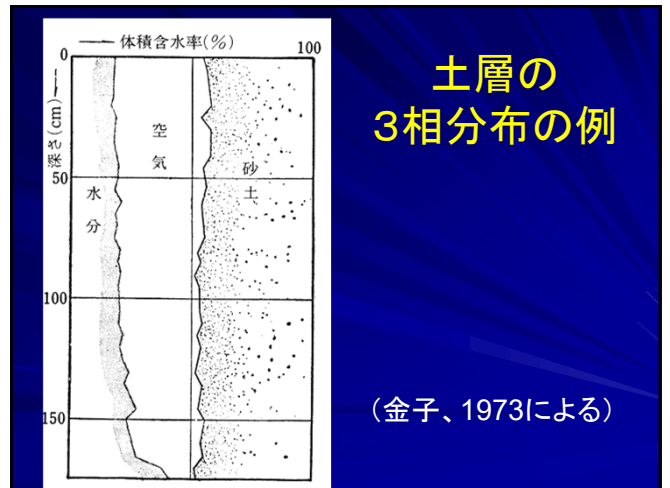 体積含水率(%)
0
100
深さ(cm)
空気
砂土
50
水分
100
150
土層の
３相分布の例
（金子、1973による）